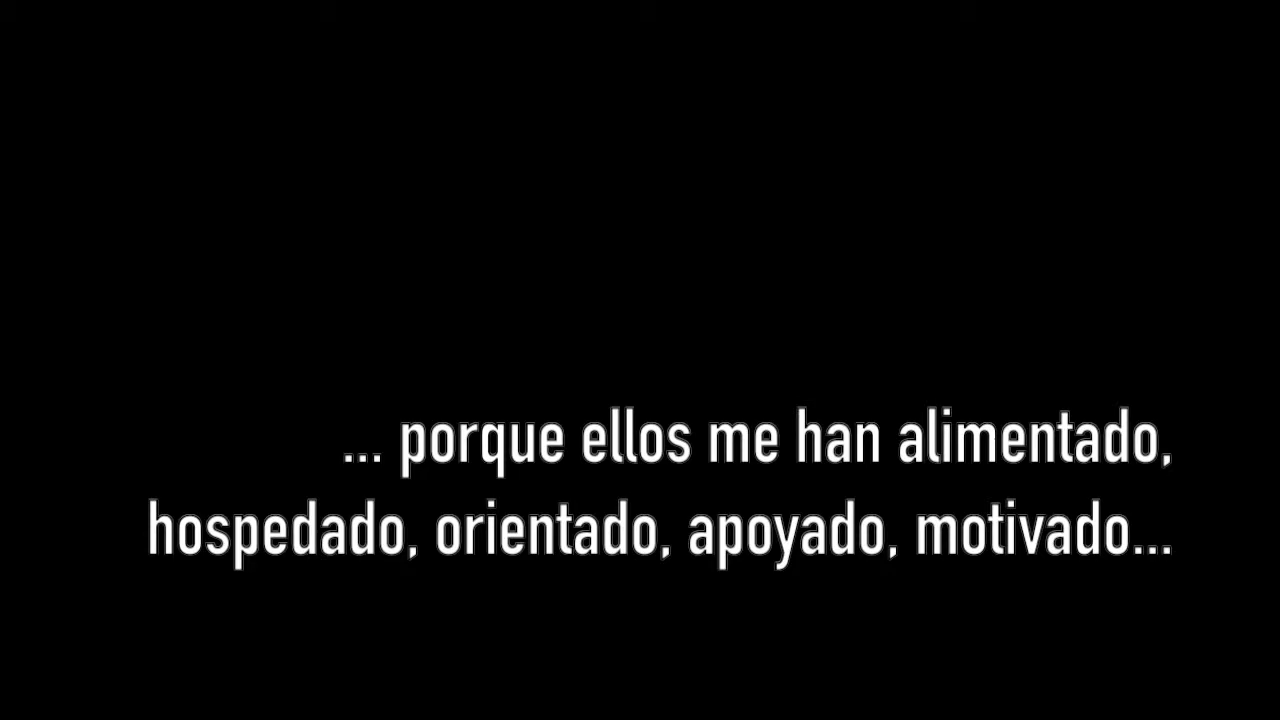 ... porque ellos me han alimentado,
hospedado, orientado, apoyado, motivado...